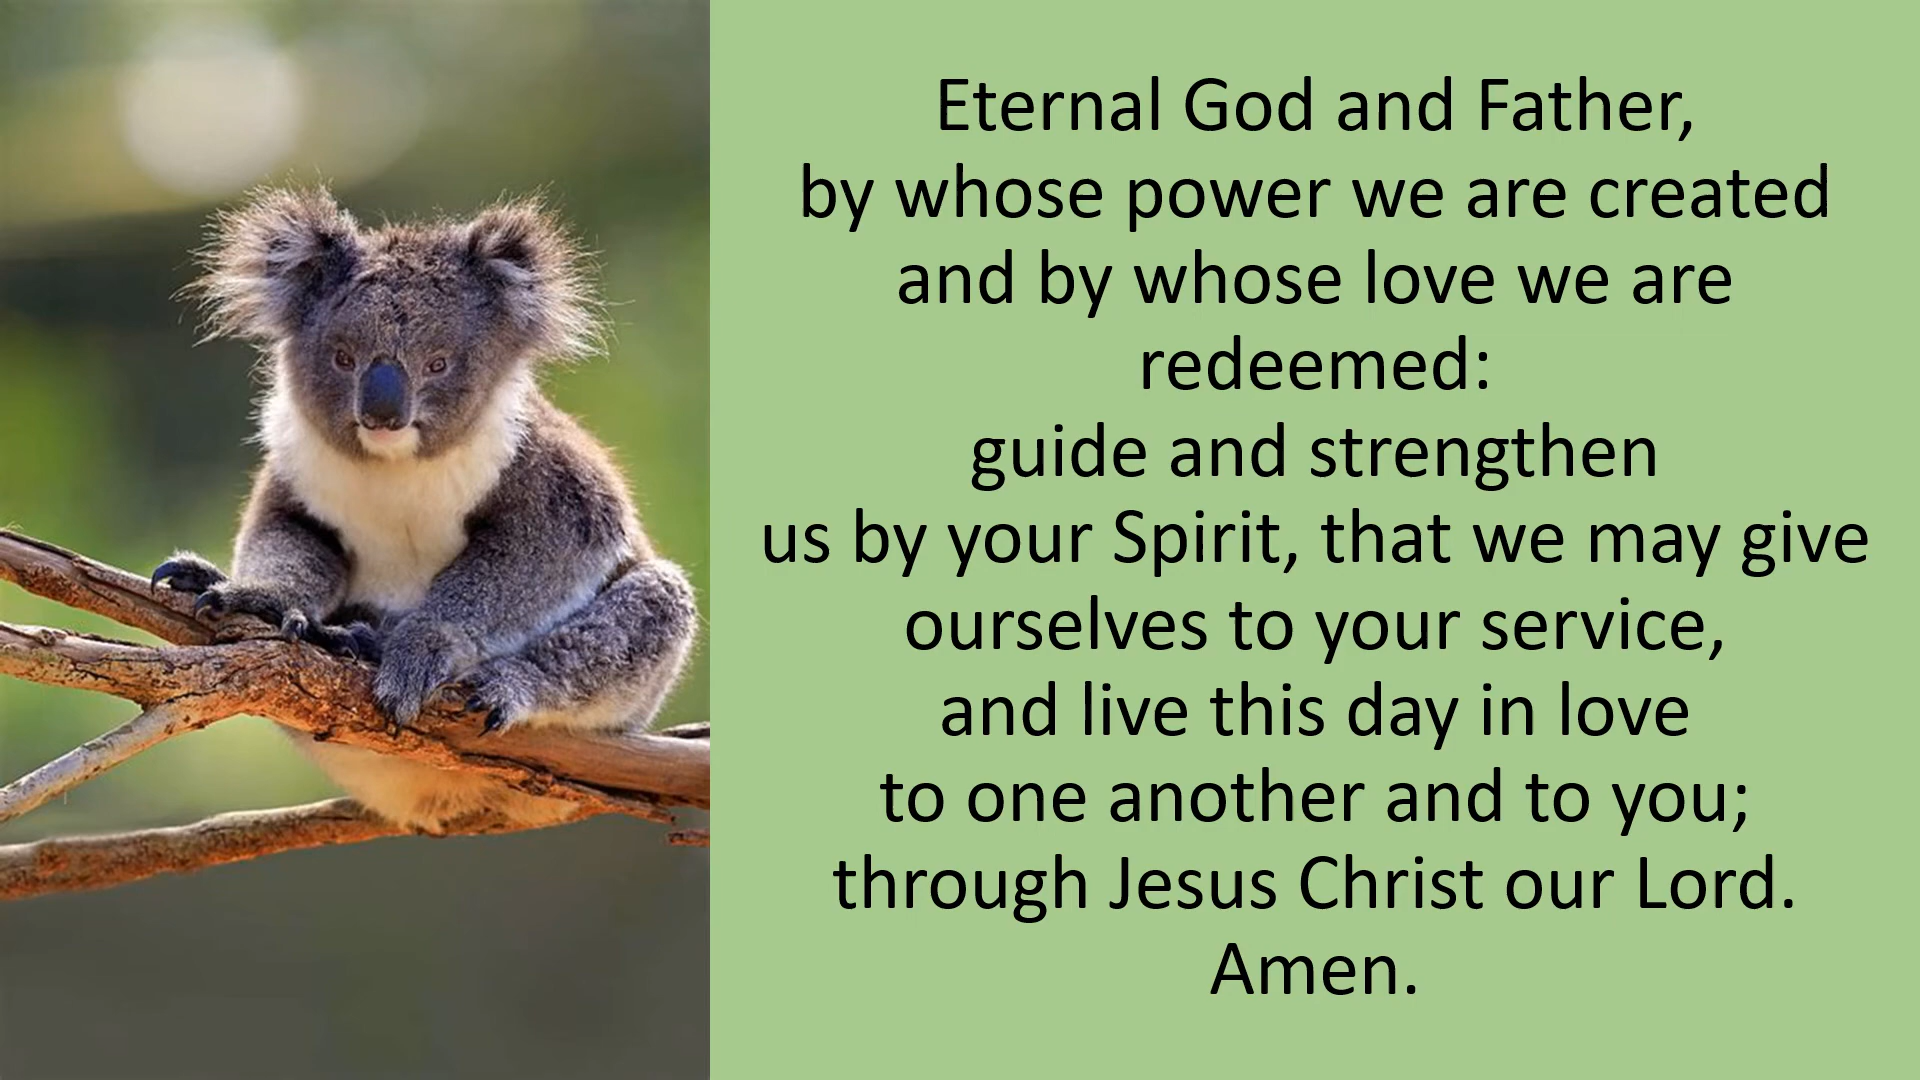 Eternal God and Father,
by whose power we are created
and by whose love we are
redeemed:
guide and strengthen
us by your Spirit, that we may give
ourselves to your service,
and live this day in love
to one another and to you;
through Jesus Christ our Lord.
Amen.